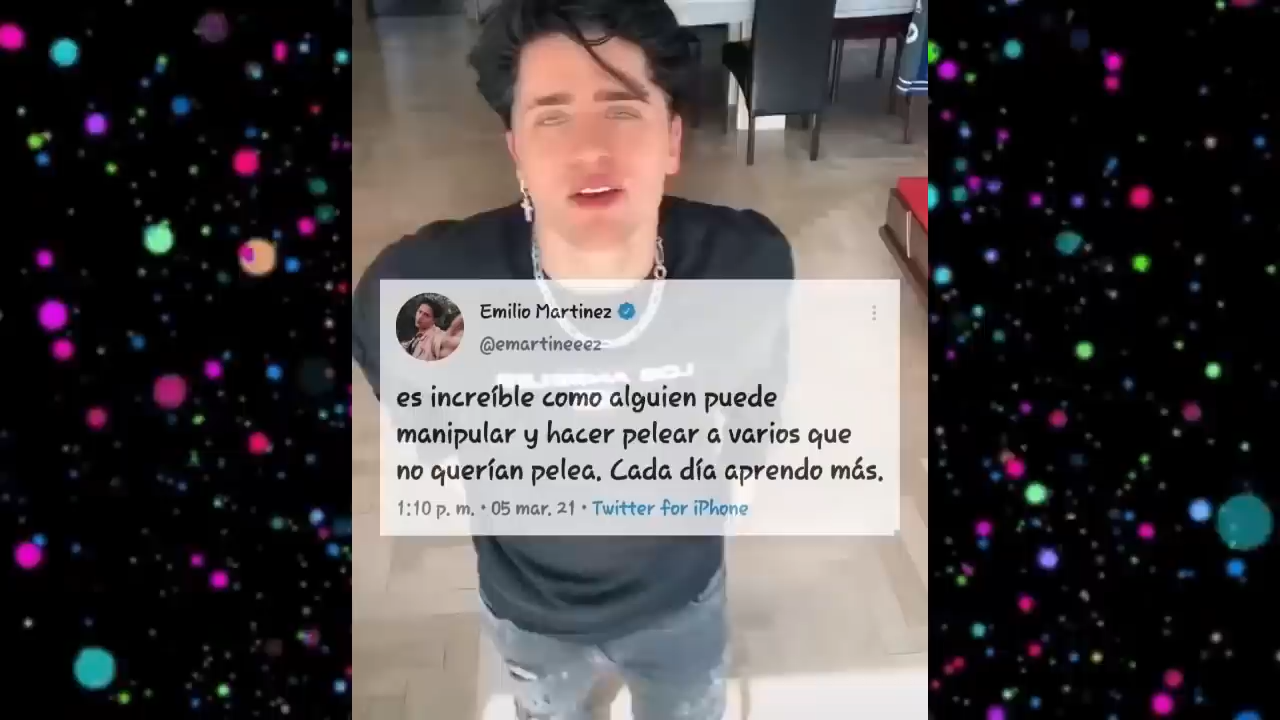 Emilio Martinez
@emartineeez
es increíble como alguien puede
manipular y hacer pelear a varios que
no querían pelea. Cada día aprendo más.
1:10 p. m. • 05 mar. 21 • Twitter for iPhone